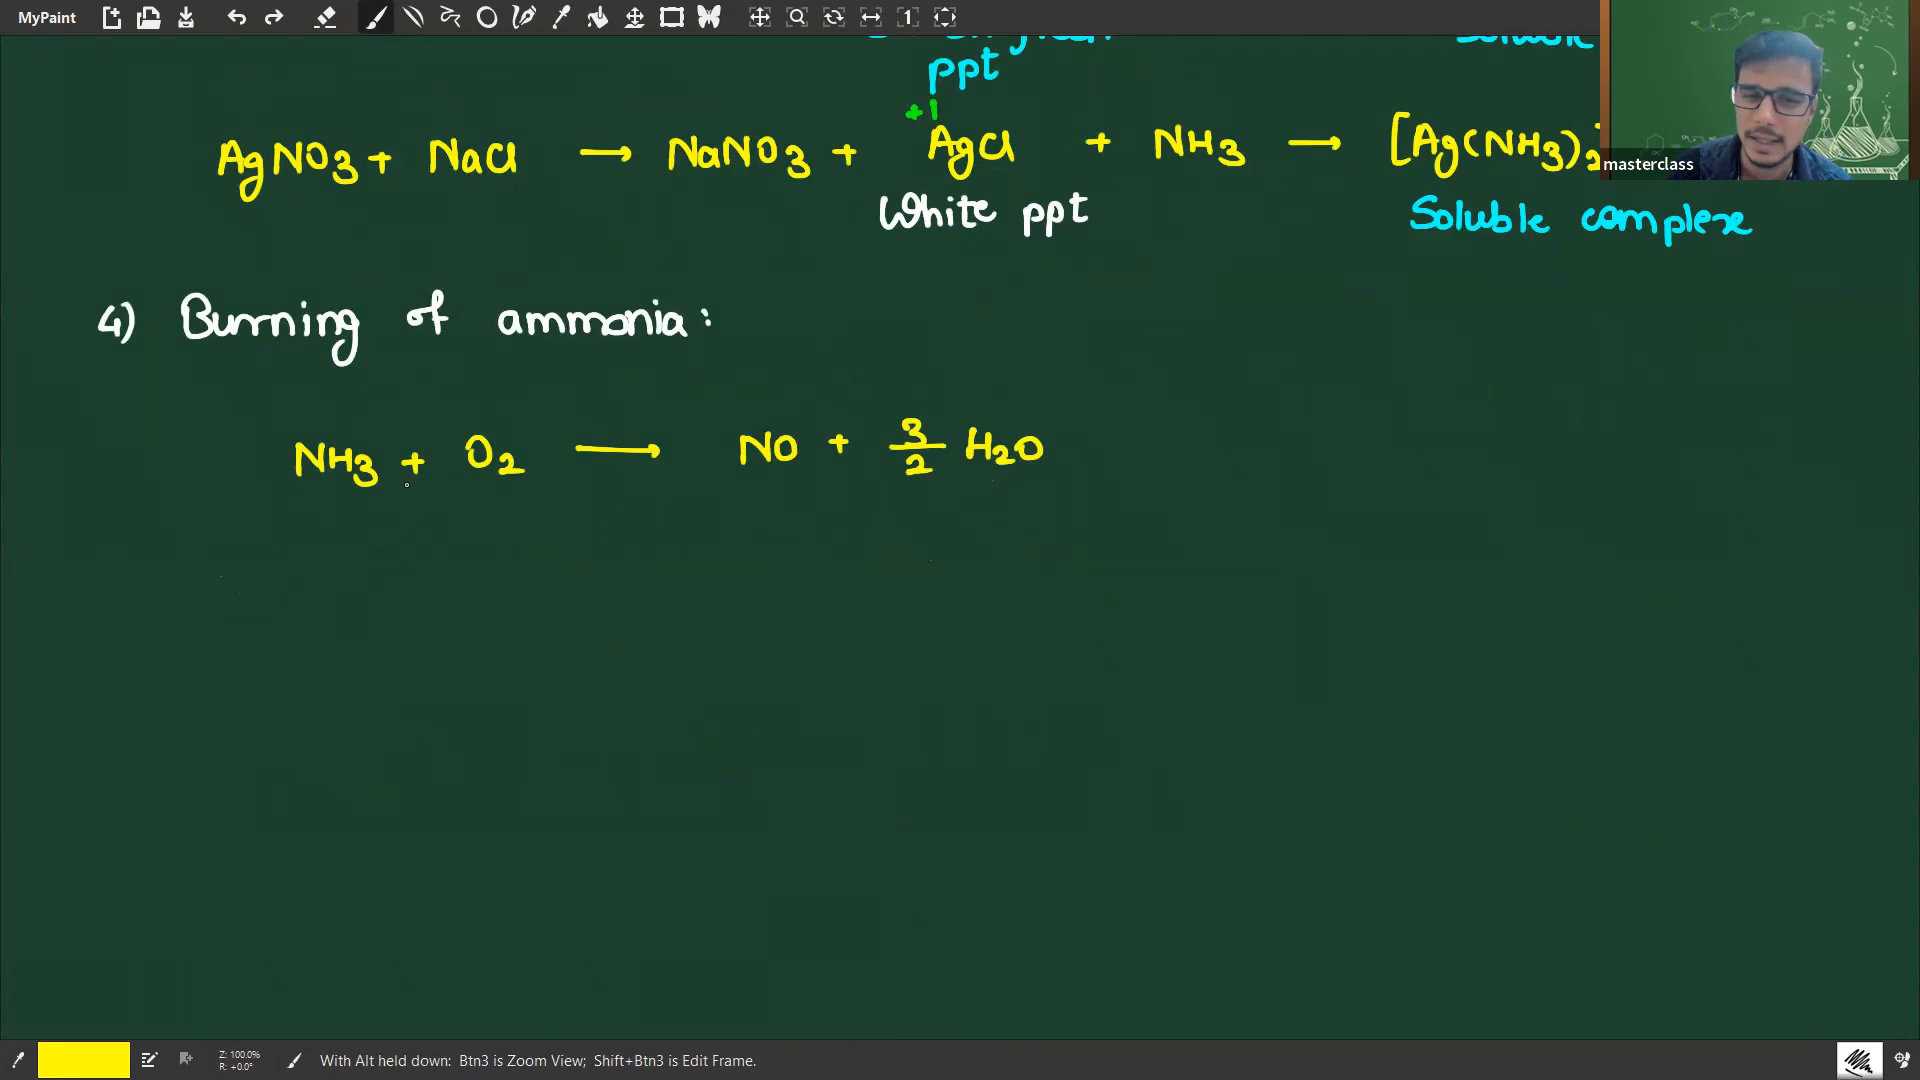 MyPaint
ppt
+1
AgNO3 + NaCl → NaNO3 + AgCl + NH3 → [Ag(NH3)2
masterclass
White ppt
Soluble complex
4) Burning of ammonia:
NH3 + O2 → NO + 3/2 H2O
Z: 100.0%
R: +0.0°
With Alt held down: Btn3 is Zoom View; Shift+Btn3 is Edit Frame.